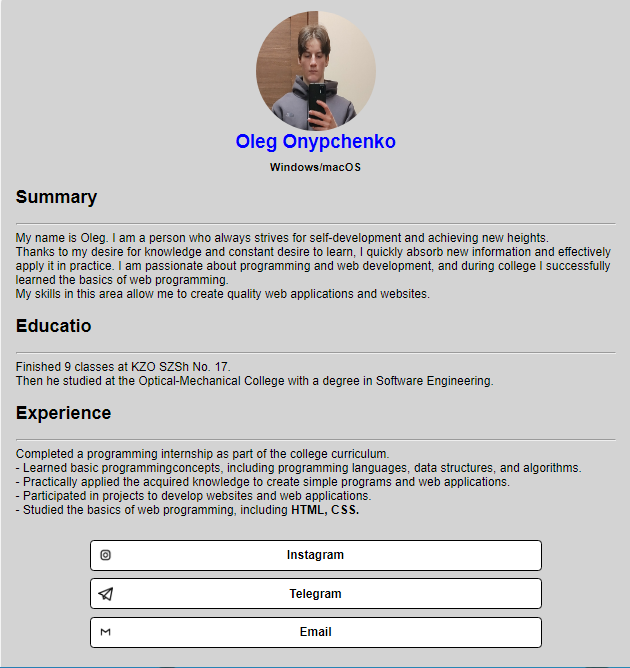 Oleg Onypchenko
Windows/macOS
Summary
My name is Oleg. I am a person who always strives for self-development and achieving new heights.
Thanks to my desire for knowledge and constant desire to learn, I quickly absorb new information and effectively
apply it in practice. I am passionate about programming and web development, and during college I successfully
learned the basics of web programming.
My skills in this area allow me to create quality web applications and websites.
Educatio
Finished 9 classes at KZO SZSh No. 17.
Then he studied at the Optical-Mechanical College with a degree in Software Engineering.
Experience
Completed a programming internship as part of the college curriculum.
- Learned basic programmingconcepts, including programming languages, data structures, and algorithms.
- Practically applied the acquired knowledge to create simple programs and web applications.
- Participated in projects to develop websites and web applications.
- Studied the basics of web programming, including HTML, CSS.
Instagram
Telegram
Email